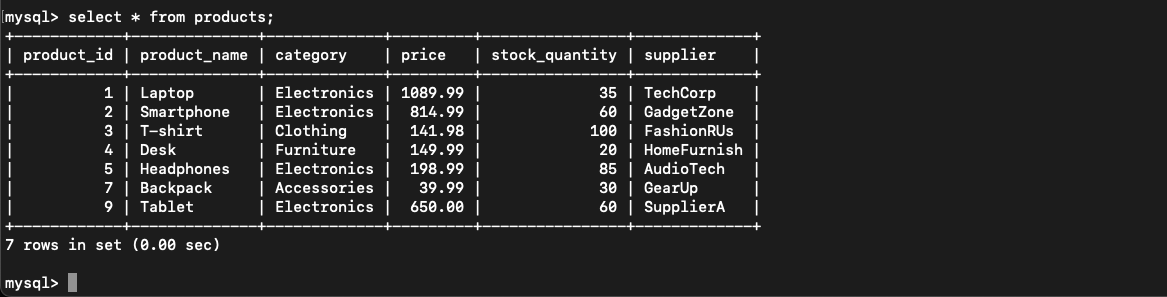 mysql> select * from products;
+------------+--------------+-------------+---------+----------------+-------------+
| product_id | product_name | category    | price   | stock_quantity | supplier    |
+------------+--------------+-------------+---------+----------------+-------------+
|          1 | Laptop       | Electronics | 1089.99 |             35 | TechCorp    |
|          2 | Smartphone   | Electronics |  814.99 |             60 | GadgetZone  |
|          3 | T-shirt      | Clothing    |  141.98 |            100 | FashionRUs  |
|          4 | Desk         | Furniture   |  149.99 |             20 | HomeFurnish |
|          5 | Headphones   | Electronics |  198.99 |             85 | AudioTech   |
|          7 | Backpack     | Accessories |   39.99 |             30 | GearUp      |
|          9 | Tablet       | Electronics |  650.00 |             60 | SupplierA   |
+------------+--------------+-------------+---------+----------------+-------------+
7 rows in set (0.00 sec)
mysql>